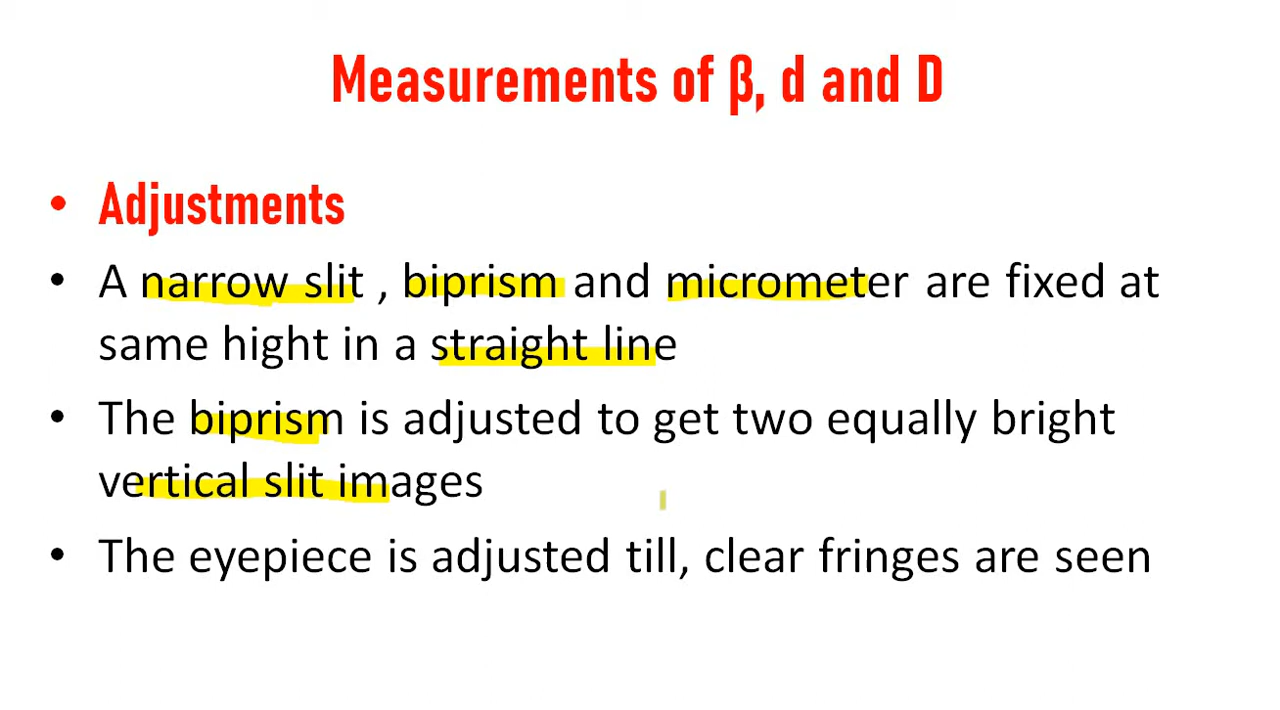 Measurements of β, d and D
• Adjustments
• A narrow slit , biprism and micrometer are fixed at
same hight in a straight line
• The biprism is adjusted to get two equally bright
vertical slit images
• The eyepiece is adjusted till, clear fringes are seen